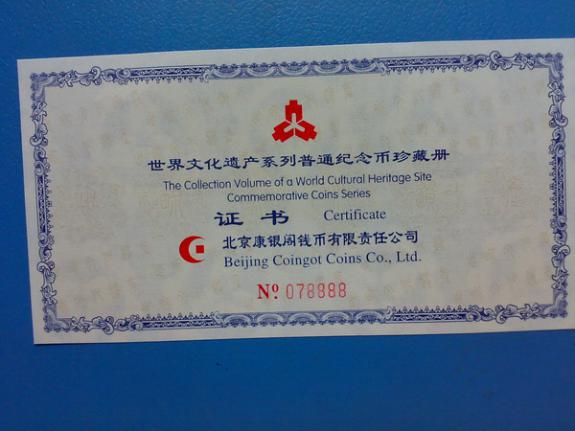 世界文化遗产系列普通纪念币珍藏册
The Collection Volume of a World Cultural Heritage Site
Commemorative Coins Series
证书 Certificate
北京康银阁钱币有限责任公司
Beijing Coingot Coins Co., Ltd.
Nº 078888